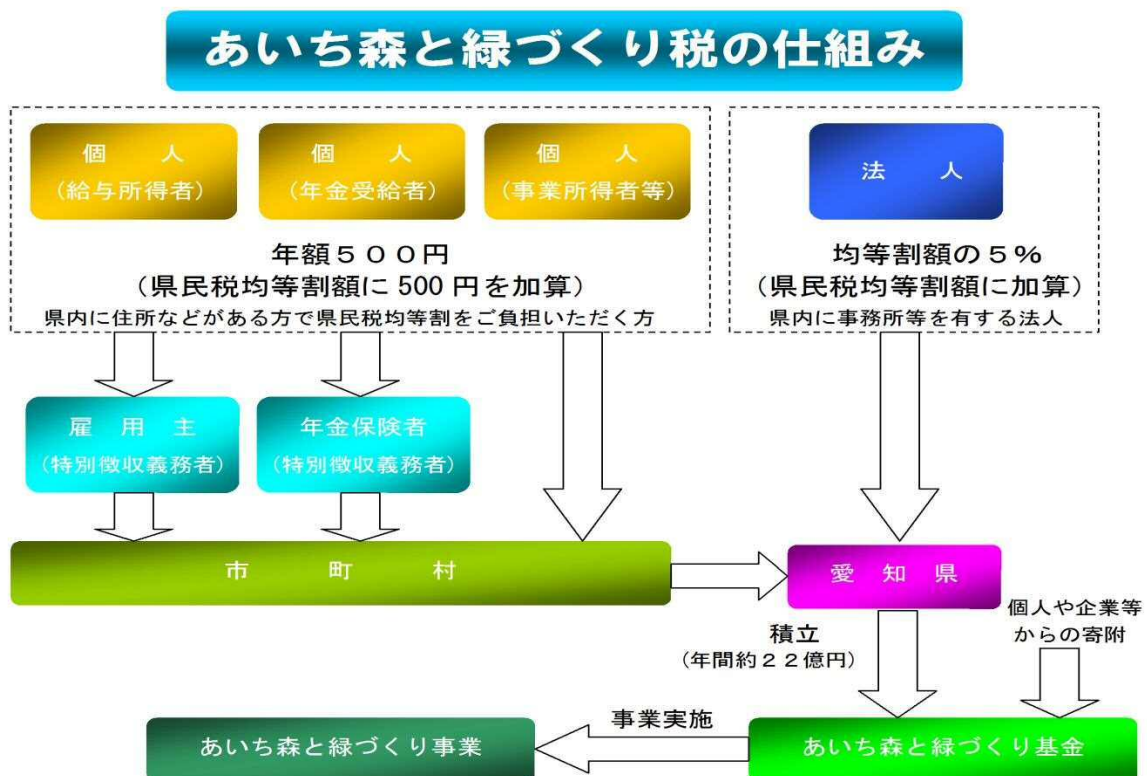 あいち森と緑づくり税の仕組み
個　人
（給与所得者）
個　人
（年金受給者）
個　人
（事業所得者等）
年額５００円
（県民税均等割額に 500 円を加算）
県内に住所などがある方で県民税均等割をご負担いただく方
法　人
均等割額の５％
（県民税均等割額に加算）
県内に事務所等を有する法人
雇　用　主
（特別徴収義務者）
年金保険者
（特別徴収義務者）
市　町　村
愛　知　県
積立
（年間約２２億円）
個人や企業等
からの寄附
事業実施
あいち森と緑づくり事業
あいち森と緑づくり基金